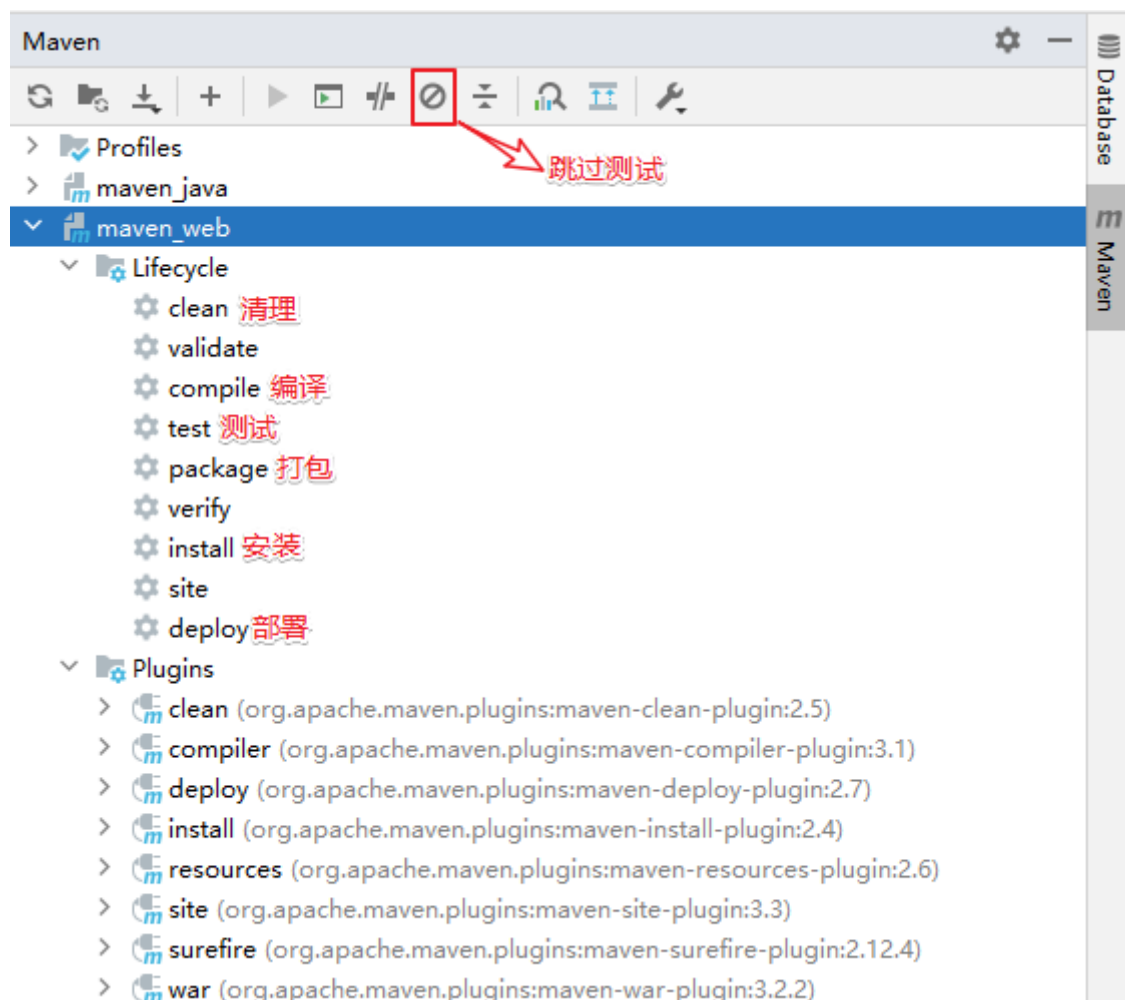 Maven
Database
Profiles
跳过测试
maven_java
maven_web
Maven
Lifecycle
clean 清理
validate
compile 编译
test 测试
package 打包
verify
install 安装
site
deploy部署
Plugins
clean (org.apache.maven.plugins:maven-clean-plugin:2.5)
compiler (org.apache.maven.plugins:maven-compiler-plugin:3.1)
deploy (org.apache.maven.plugins:maven-deploy-plugin:2.7)
install (org.apache.maven.plugins:maven-install-plugin:2.4)
resources (org.apache.maven.plugins:maven-resources-plugin:2.6)
site (org.apache.maven.plugins:maven-site-plugin:3.3)
surefire (org.apache.maven.plugins:maven-surefire-plugin:2.12.4)
war (org.apache.maven.plugins:maven-war-plugin:3.2.2)